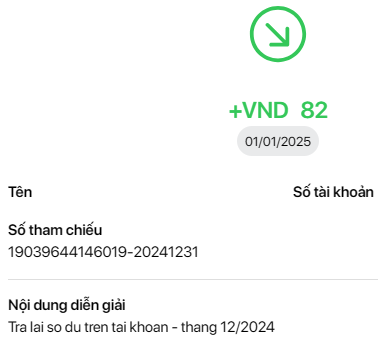 +VND 82
01/01/2025
Tên Số tài khoản
Số tham chiếu
19039644146019-20241231
Nội dung diễn giải
Tra lai so du tren tai khoan - thang 12/2024